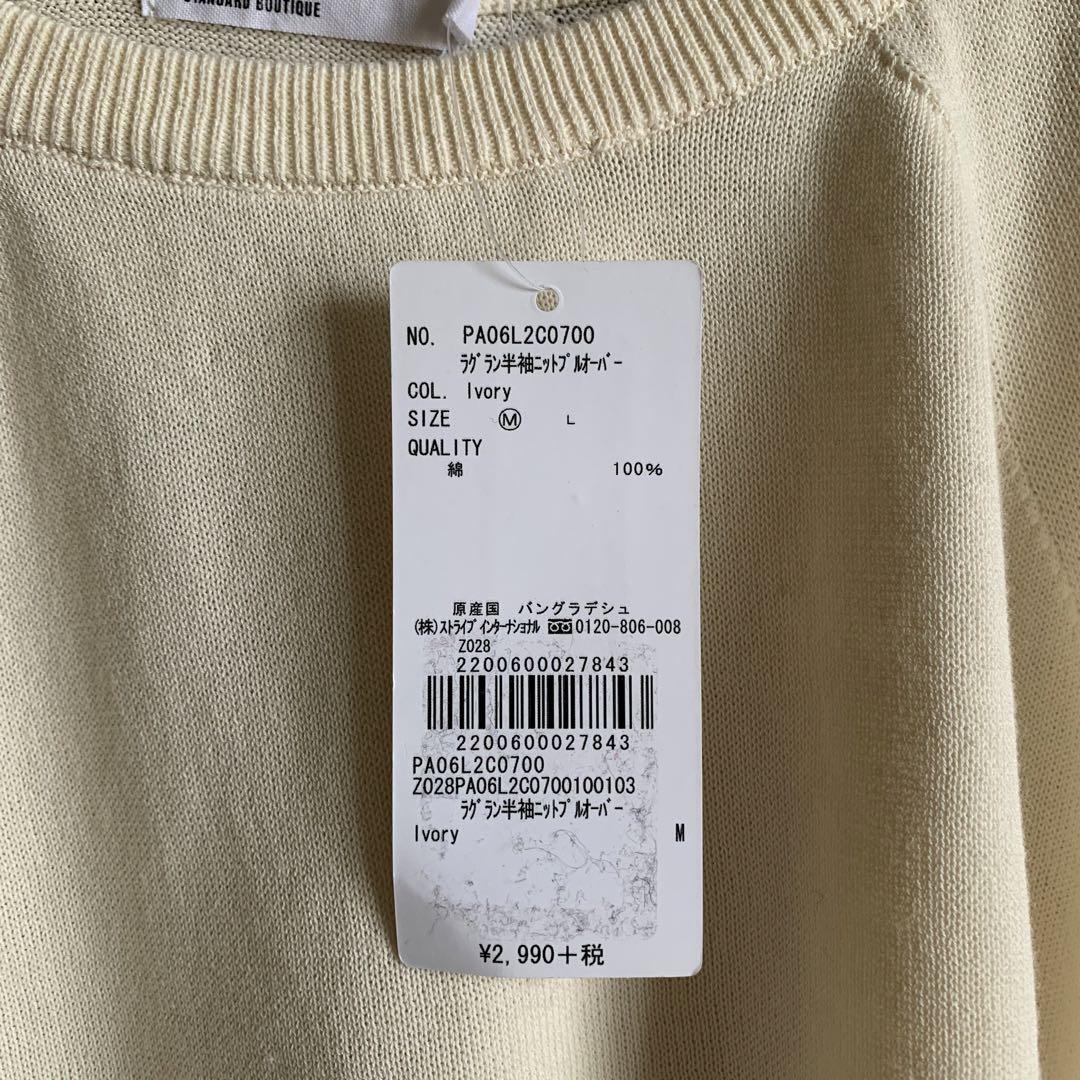 STANDARD BOUTIQUE
NO. PA06L2C0700
ﾗｸﾞﾗﾝ半袖ﾆｯﾄﾌﾟﾙｵｰﾊﾞｰ
COL. Ivory
SIZE Ⓜ L
QUALITY
綿 100%
原産国 バングラデシュ
(株)ｽﾄﾗｲﾌﾟｲﾝﾀｰﾅｼｮﾅﾙ 0120-806-008
Z028
2200600027843
2200600027843
PA06L2C0700
Z028PA06L2C0700100103
ﾗｸﾞﾗﾝ半袖ﾆｯﾄﾌﾟﾙｵｰﾊﾞｰ
Ivory M
¥2,990+税